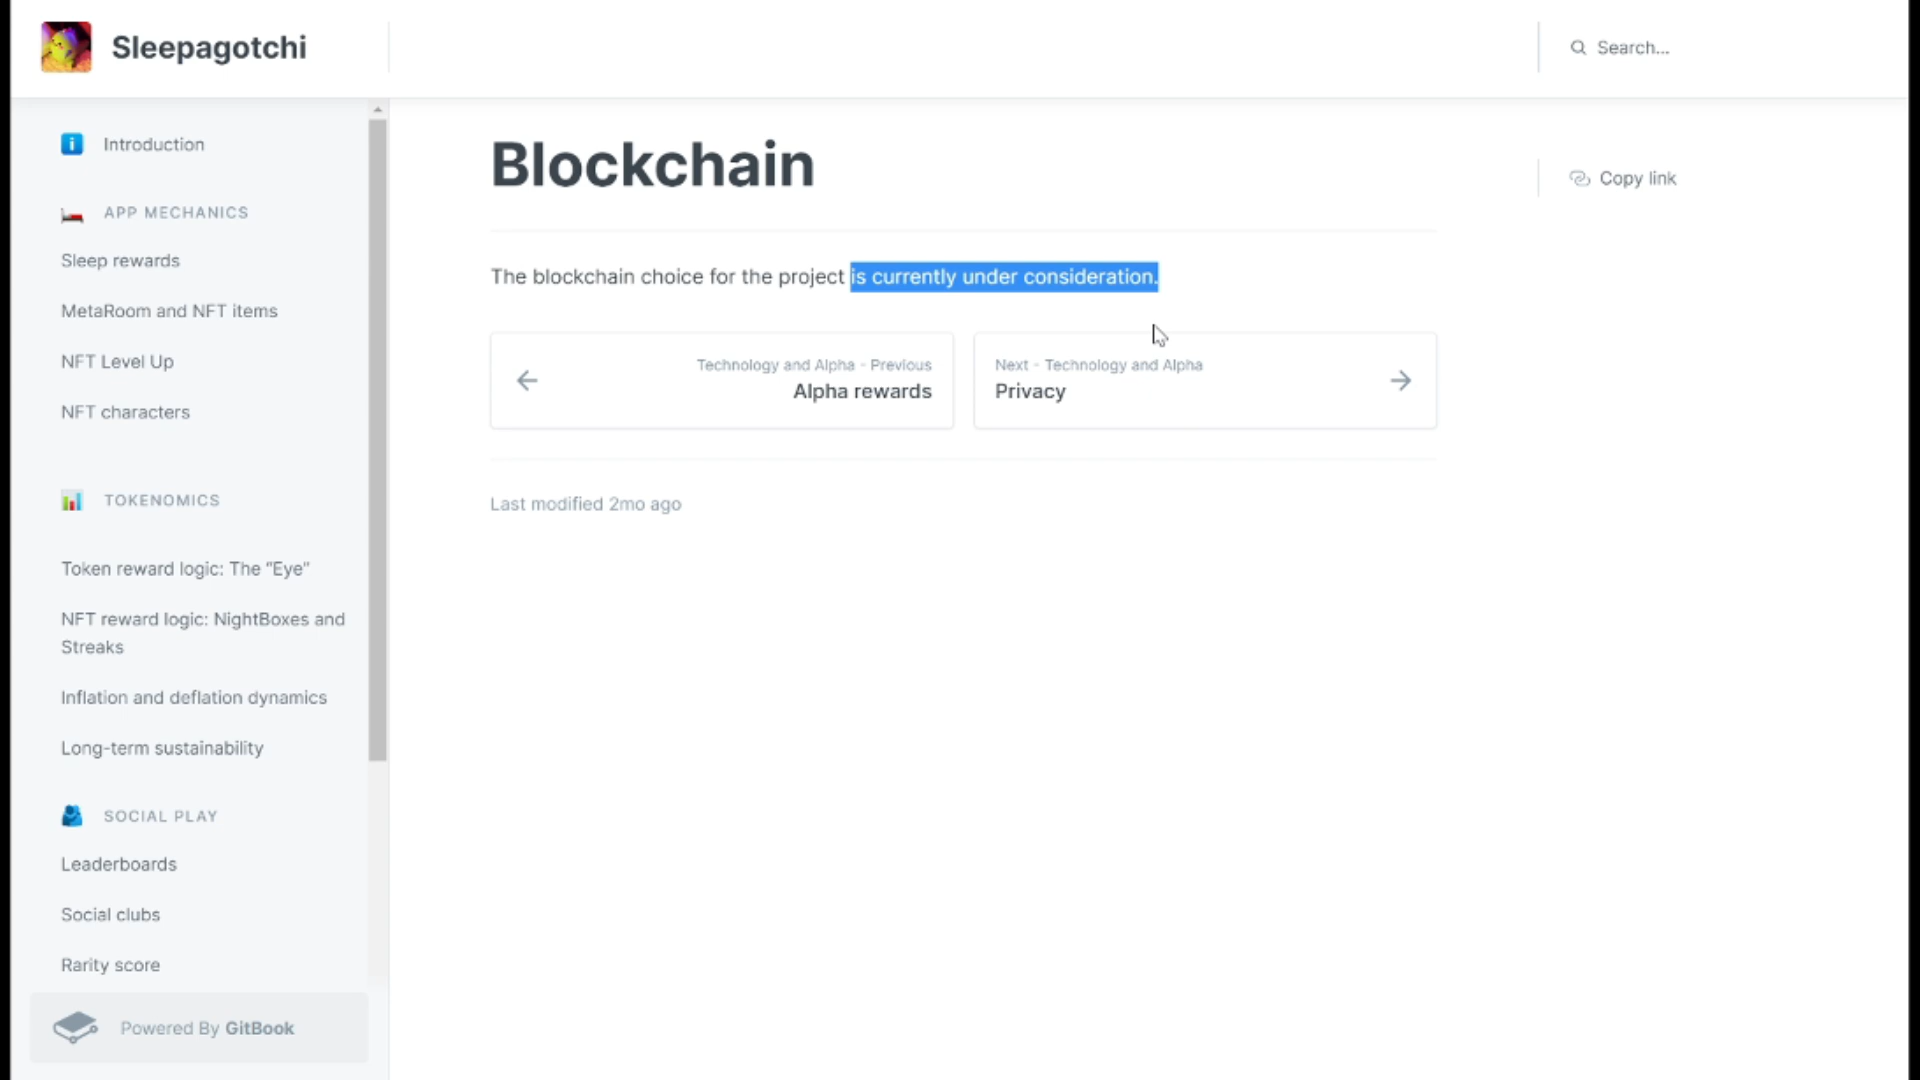 Sleepagotchi
Search...
Introduction
APP MECHANICS
Sleep rewards
MetaRoom and NFT items
NFT Level Up
NFT characters
TOKENOMICS
Token reward logic: The "Eye"
NFT reward logic: NightBoxes and
Streaks
Inflation and deflation dynamics
Long-term sustainability
SOCIAL PLAY
Leaderboards
Social clubs
Rarity score
Powered By GitBook
Blockchain
Copy link
The blockchain choice for the project is currently under consideration.
Technology and Alpha - Previous
Alpha rewards
Next - Technology and Alpha
Privacy
Last modified 2mo ago